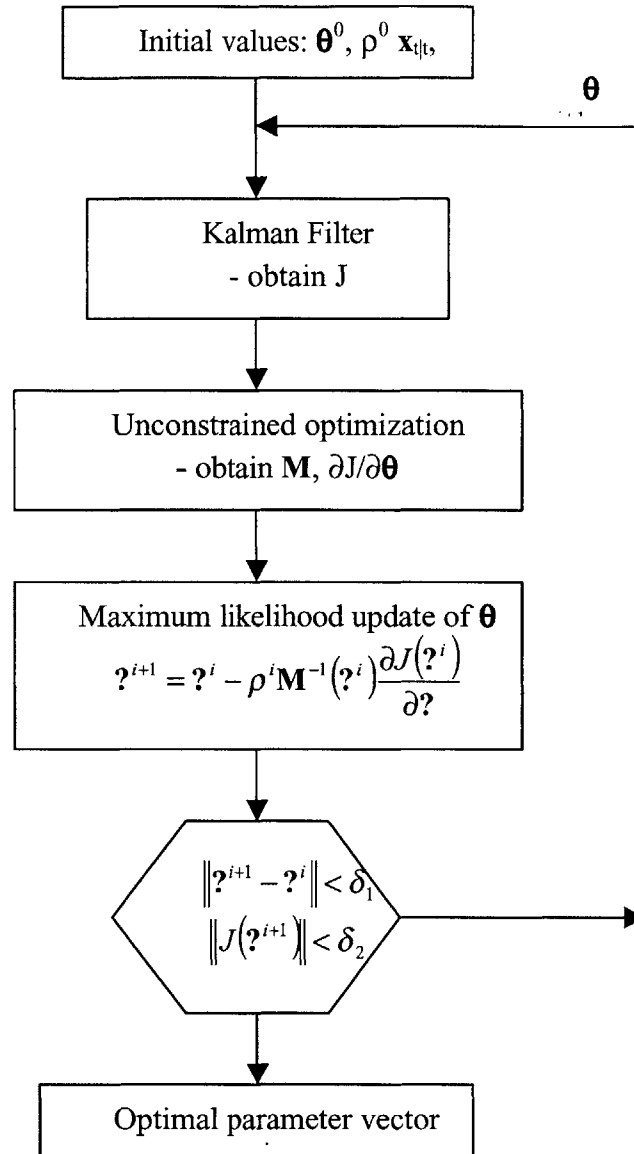 Initial values: θ⁰, ρ⁰ x_{t|t},
θ
Kalman Filter
- obtain J
Unconstrained optimization
- obtain M, ∂J/∂θ
Maximum likelihood update of θ
?^{i+1} = ?^i − ρ^i M^{-1}(?^i) ∂J(?^i)/∂?
‖?^{i+1} − ?^i‖ < δ₁
‖J(?^{i+1})‖ < δ₂
Optimal parameter vector